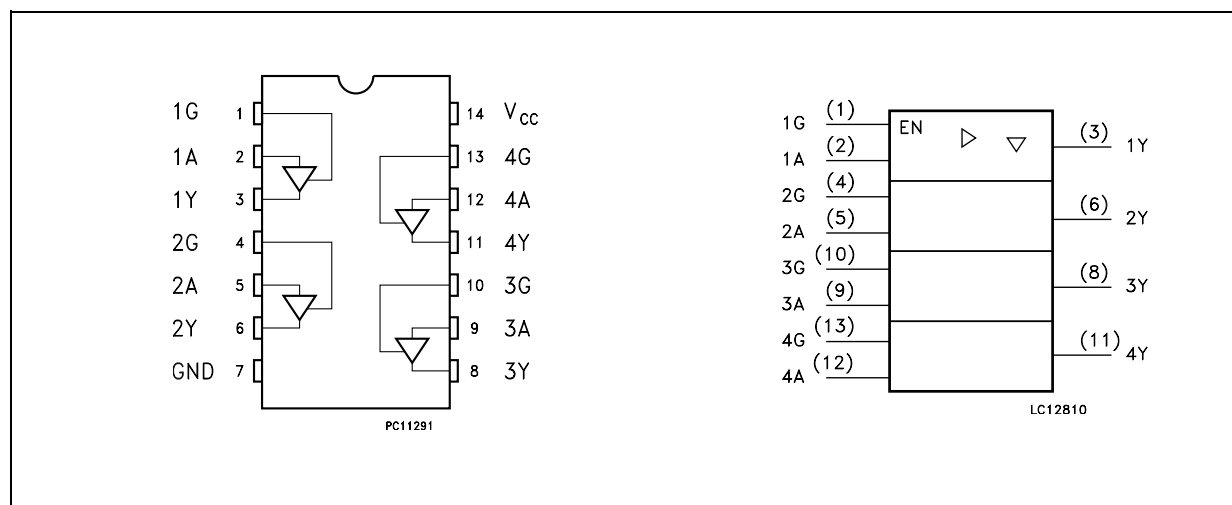 1G 1 14 VCC
1A 2 13 4G
1Y 3 12 4A
2G 4 11 4Y
2A 5 10 3G
2Y 6 9 3A
GND 7 8 3Y
PC11291
1G (1) EN (3) 1Y
1A (2)
2G (4) (6) 2Y
2A (5)
3G (10) (8) 3Y
3A (9)
4G (13) (11) 4Y
4A (12)
LC12810